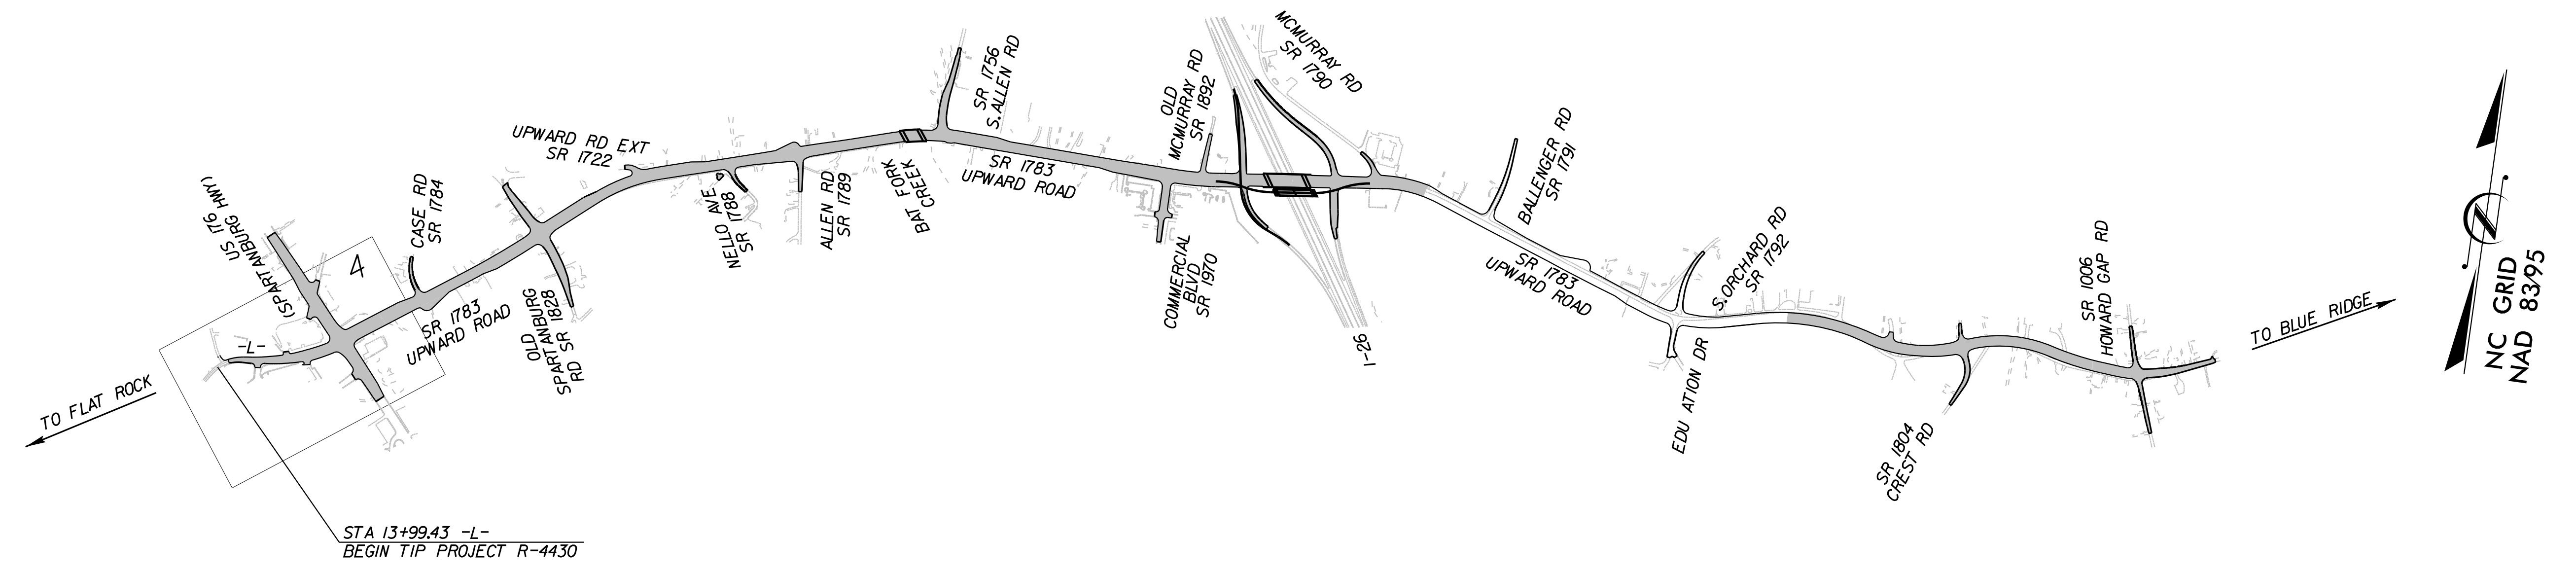 TO FLAT ROCK
US 176 HWY)
(SPARTANBURG HWY)
4
-L-
CASE RD
SR 1784
SR 1783
UPWARD ROAD
OLD
SPARTANBURG
RD SR 1828
UPWARD RD EXT
SR 1722
NELLO AVE
SR 1788
ALLEN RD
SR 1789
BAT FORK
CREEK
SR 1756
S. ALLEN RD
SR 1783
UPWARD ROAD
OLD
MCMURRAY RD
SR 1892
COMMERCIAL
BLVD
SR 1970
MCMURRAY RD
SR 1790
I-26
BALLENGER RD
SR 1791
SR 1783
UPWARD ROAD
EDU ATION DR
S.ORCHARD RD
SR 1792
SR 1804
CREST RD
SR 1006
HOWARD GAP RD
TO BLUE RIDGE
NC GRID
NAD 83/95
STA 13+99.43 -L-
BEGIN TIP PROJECT R-4430